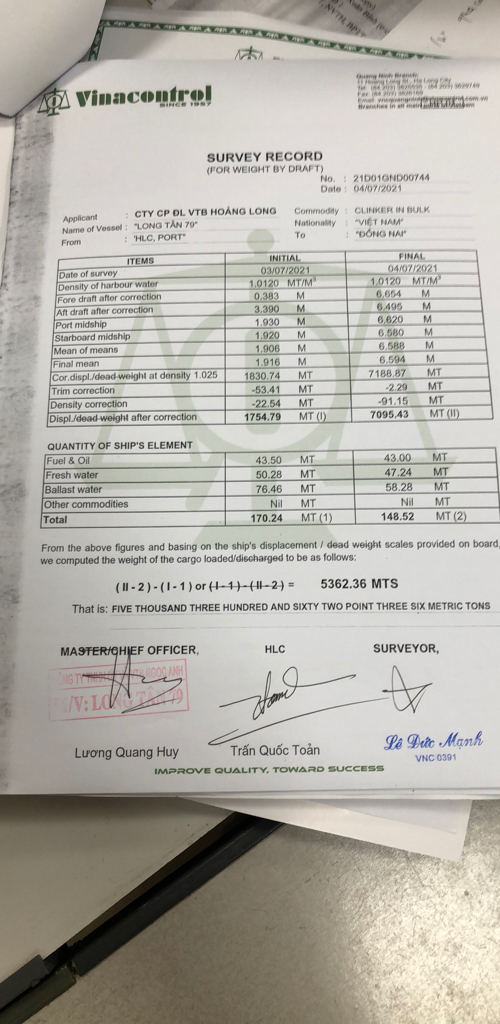 Vinacontrol
SINCE 1957
Quang Ninh Branch:
SURVEY RECORD
(FOR WEIGHT BY DRAFT)
No. : 21D01GND00744
Date : 04/07/2021
Applicant : CTY CP ĐL VTB HOÀNG LONG Commodity : CLINKER IN BULK
Name of Vessel : "LONG TÂN 79" Nationality : "VIỆT NAM"
From : 'HLC, PORT" To : "ĐỒNG NAI"
ITEMS INITIAL FINAL
Date of survey 03/07/2021 04/07/2021
Density of harbour water 1.0120 MT/M³ 1.0120 MT/M³
Fore draft after correction 0.383 M 6.654 M
Aft draft after correction 3.390 M 6.495 M
Port midship 1.930 M 6.620 M
Starboard midship 1.920 M 6.580 M
Mean of means 1.906 M 6.588 M
Final mean 1.916 M 6.594 M
Cor.displ./dead weight at density 1.025 1830.74 MT 7188.87 MT
Trim correction -53.41 MT -2.29 MT
Density correction -22.54 MT -91.15 MT
Displ./dead weight after correction 1754.79 MT (I) 7095.43 MT (II)
QUANTITY OF SHIP'S ELEMENT
Fuel & Oil 43.50 MT 43.00 MT
Fresh water 50.28 MT 47.24 MT
Ballast water 76.46 MT 58.28 MT
Other commodities Nil MT Nil MT
Total 170.24 MT (1) 148.52 MT (2)
From the above figures and basing on the ship's displacement / dead weight scales provided on board,
we computed the weight of the cargo loaded/discharged to be as follows:
( II - 2 ) - ( I - 1 ) or ( I - 1 ) - ( II - 2 ) = 5362.36 MTS
That is: FIVE THOUSAND THREE HUNDRED AND SIXTY TWO POINT THREE SIX METRIC TONS
MASTER/CHIEF OFFICER, HLC SURVEYOR,
NGOC ANH
/V: LONG TÂN 79
Lương Quang Huy Trần Quốc Toản Lê Đức Mạnh
VNC 0391
IMPROVE QUALITY, TOWARD SUCCESS